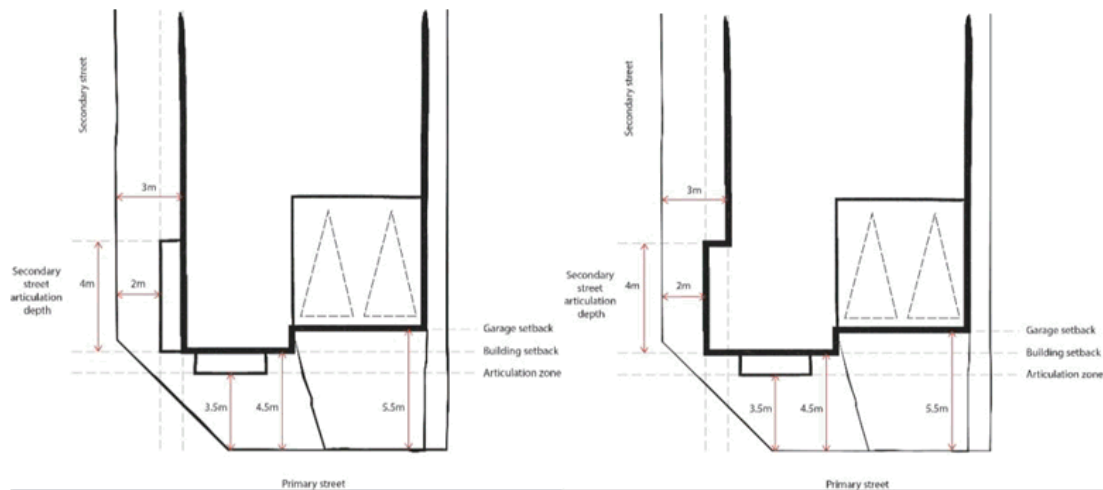 Secondary street
3m
Secondary
street
articulation
depth
4m
2m
Garage setback
Building setback
Articulation zone
3.5m
4.5m
5.5m
Primary street
Secondary street
3m
Secondary
street
articulation
depth
4m
2m
Garage setback
Building setback
Articulation zone
3.5m
4.5m
5.5m
Primary street